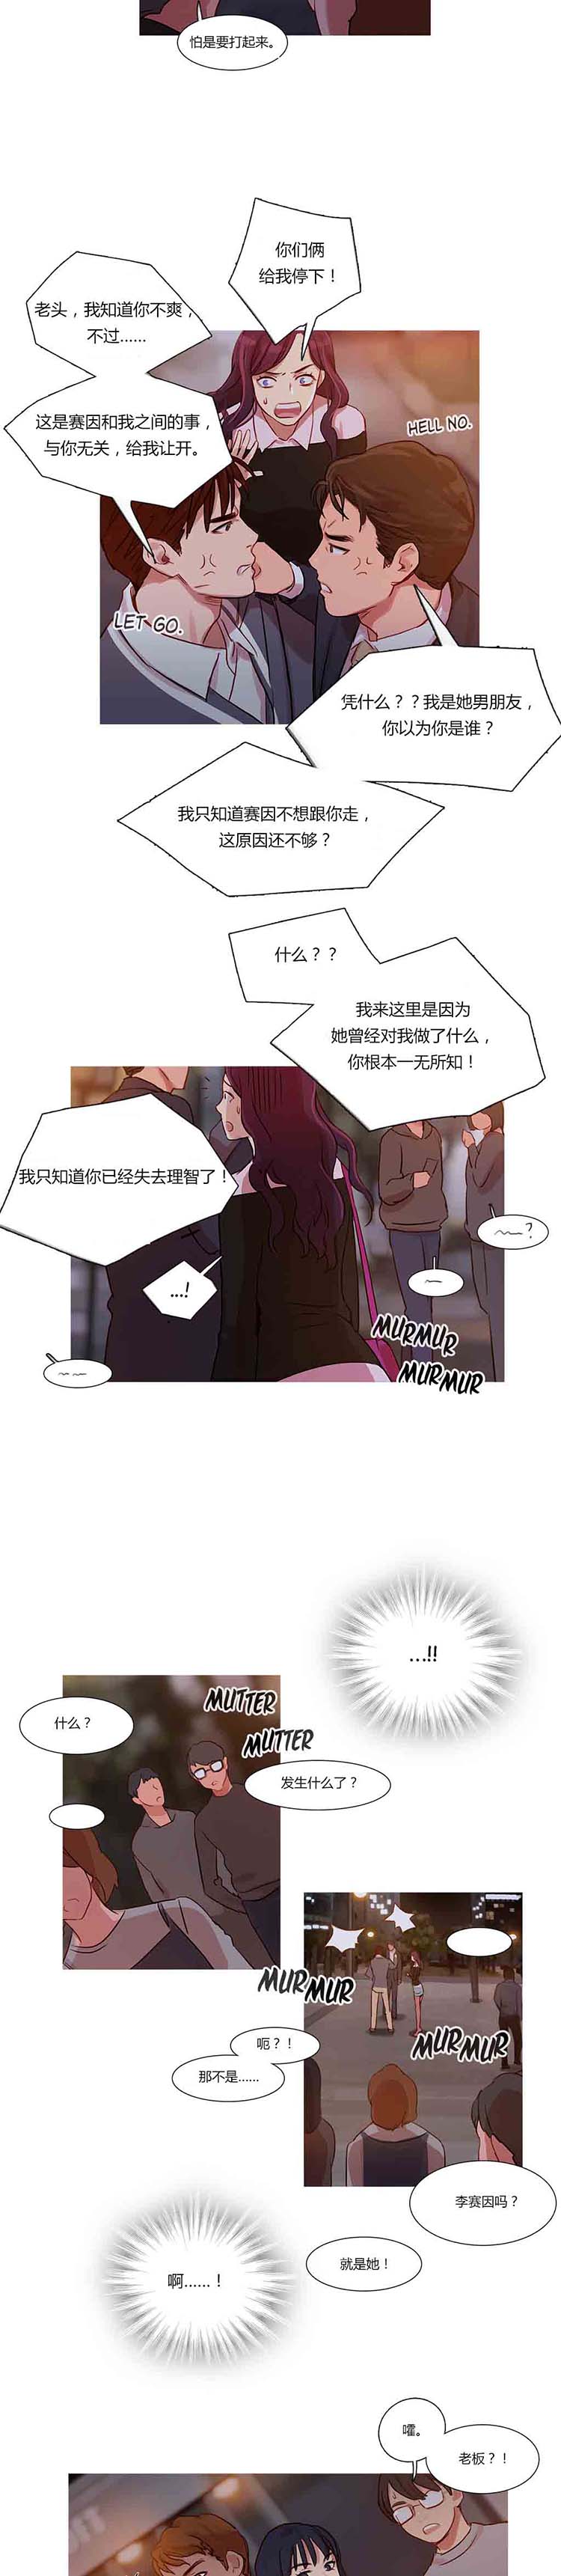 怕是要打起来。
你们俩
给我停下！
老头，我知道你不爽，
不过……
这是赛因和我之间的事，
与你无关，给我让开。
HELL NO.
LET GO.
凭什么？？我是她男朋友，
你以为你是谁？
我只知道赛因不想跟你走，
这原因还不够？
什么？？
我来这里是因为
她曾经对我做了什么，
你根本一无所知！
我只知道你已经失去理智了！
~~?
~
...!
MURMUR
MURMUR
~~
...!!
MUTTER
MUTTER
什么？
发生什么了？
MURMUR
MURMUR
呃？！
那不是……
李赛因吗？
就是她！
啊……！
嚯。
老板？！